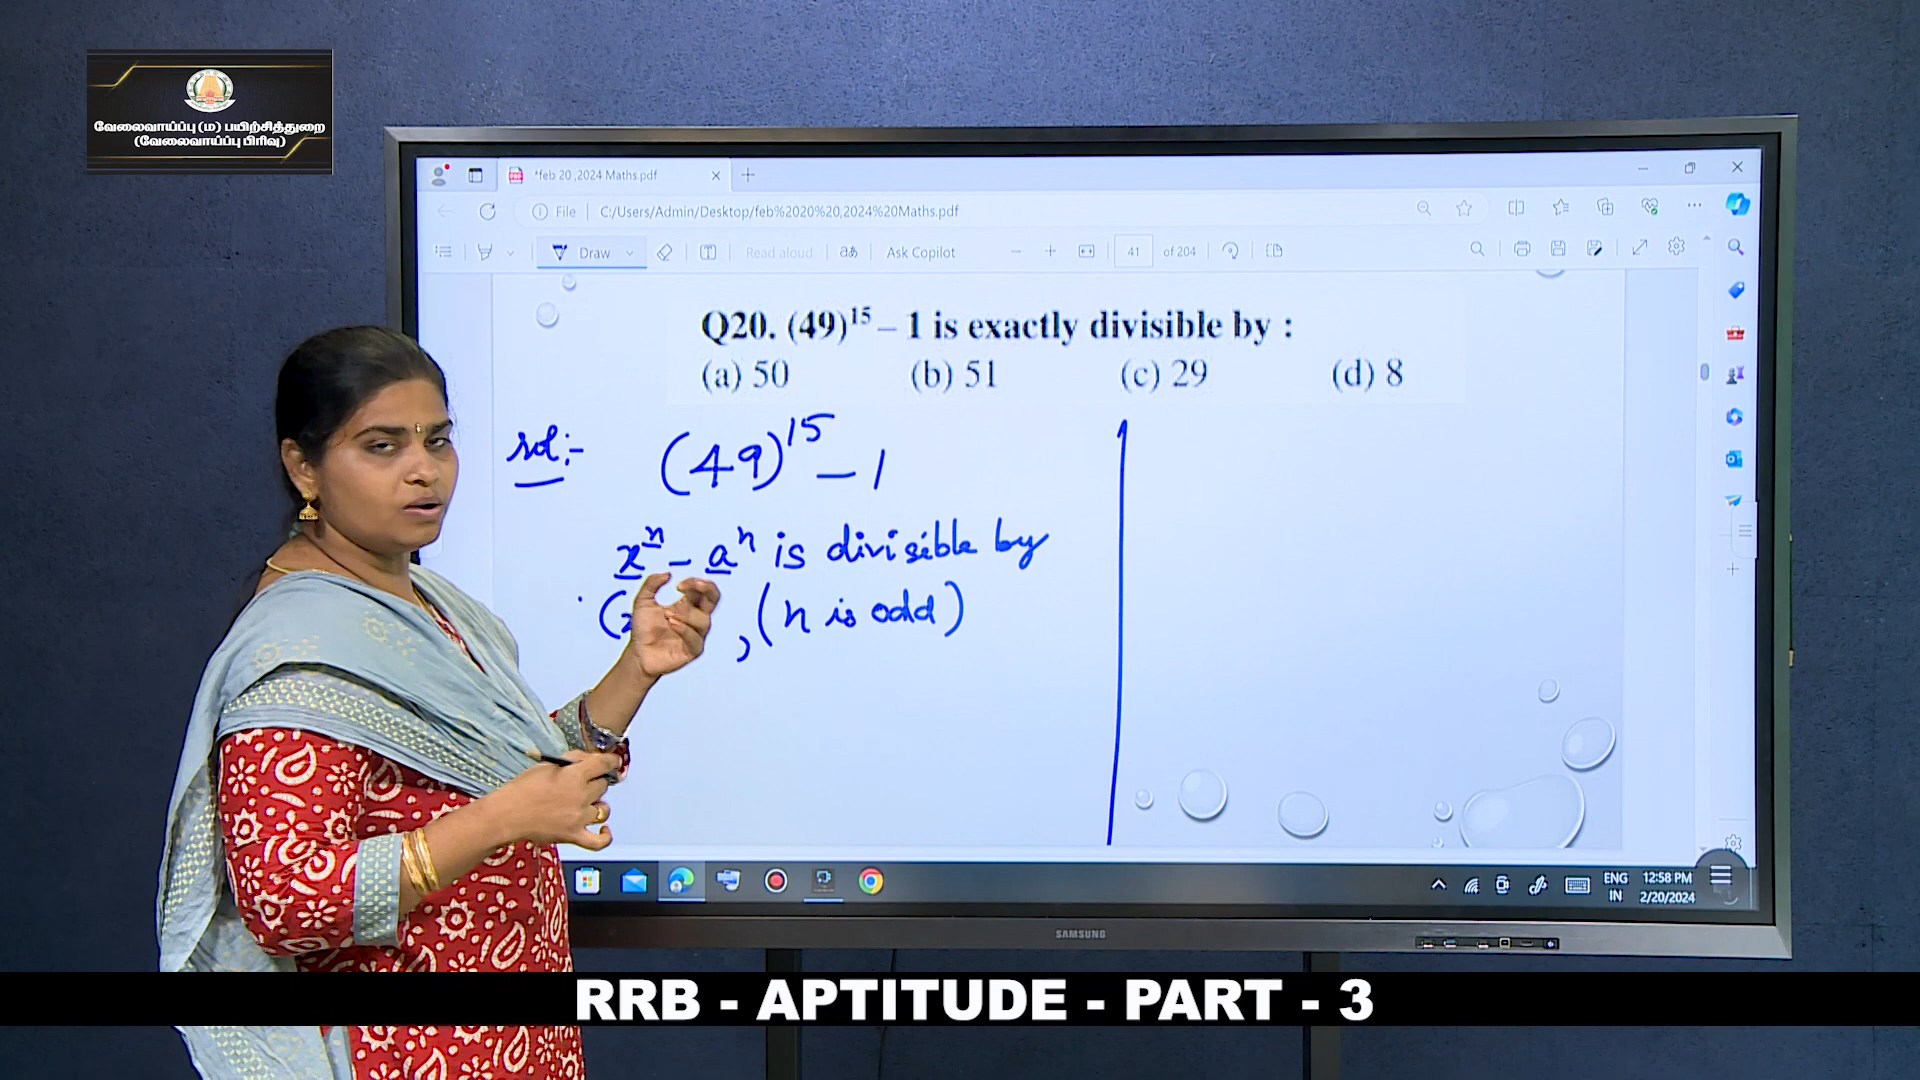 வேலைவாய்ப்பு (ம) பயிற்சித்துறை
(வேலைவாய்ப்பு பிரிவு)
*feb 20 ,2024 Maths.pdf
File
C:/Users/Admin/Desktop/feb%2020%20,2024%20Maths.pdf
Draw
Read aloud
aあ
Ask Copilot
41
of 204
Q20. (49)¹⁵ – 1 is exactly divisible by :
(a) 50 (b) 51 (c) 29 (d) 8
sol:-
(49)¹⁵ – 1
xⁿ - aⁿ is divisible by
, (n is odd)
ENG
IN
12:58 PM
2/20/2024
SAMSUNG
RRB - APTITUDE - PART - 3